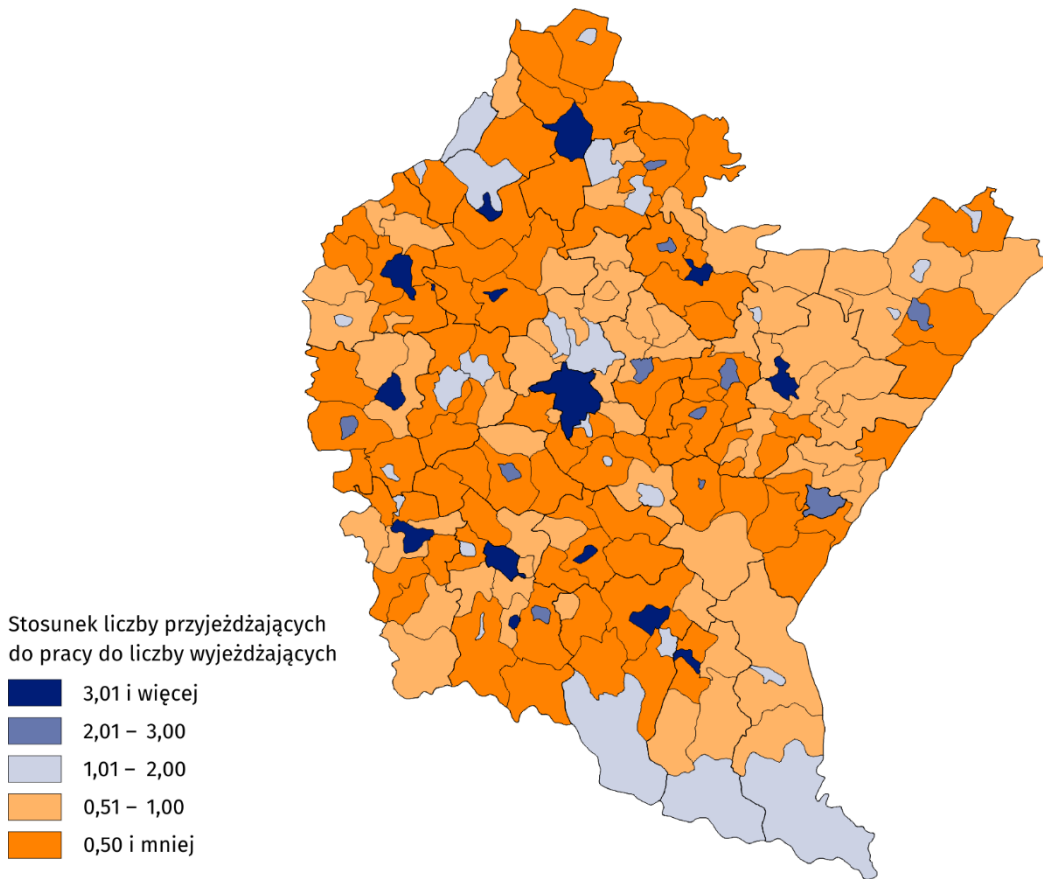 Stosunek liczby przyjeżdżających
do pracy do liczby wyjeżdżających
3,01 i więcej
2,01 – 3,00
1,01 – 2,00
0,51 – 1,00
0,50 i mniej